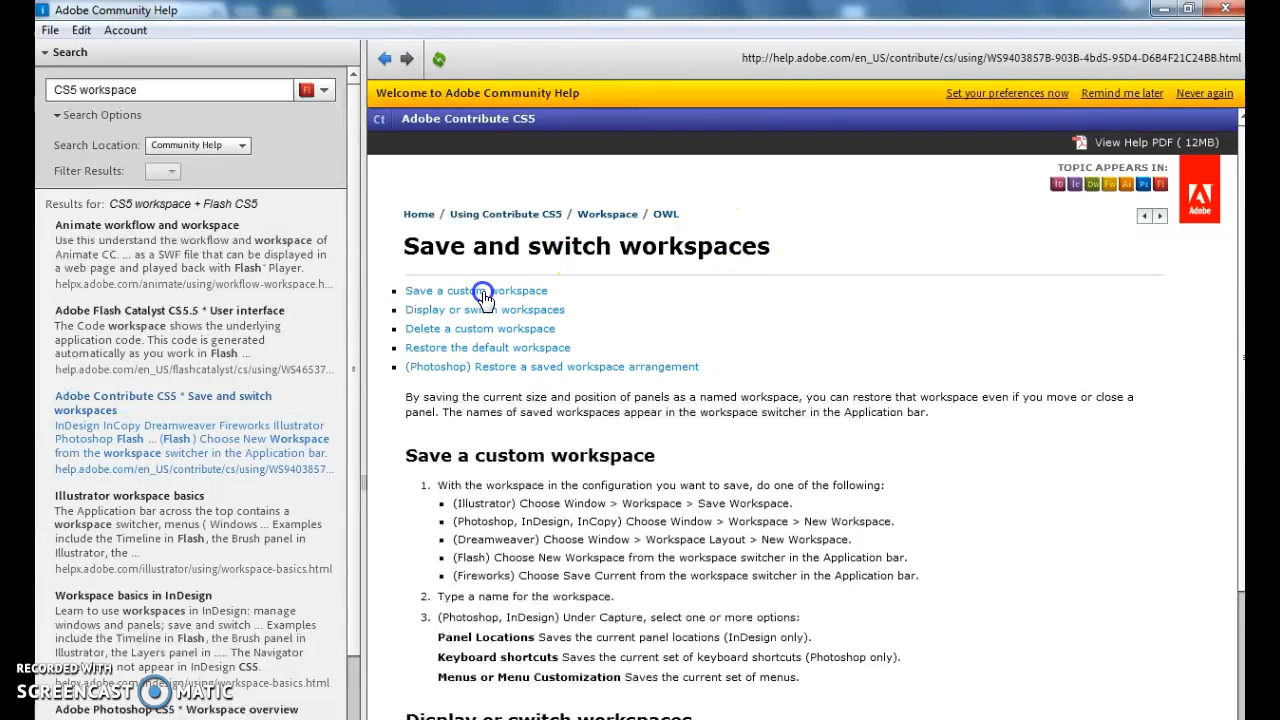 Adobe Community Help
File Edit Account
Search
CS5 workspace
Search Options
Search Location: Community Help
Filter Results:
Results for: CS5 workspace + Flash CS5
Animate workflow and workspace
Use this understand the workflow and workspace of
Animate CC. ... as a SWF file that can be displayed in
a web page and played back with Flash® Player.
helpx.adobe.com/animate/using/workflow-workspace.h...
Adobe Flash Catalyst CS5.5 * User interface
The Code workspace shows the underlying
application code. This code is generated
automatically as you work in Flash ...
help.adobe.com/en_US/flashcatalyst/cs/using/WS46537...
Adobe Contribute CS5 * Save and switch
workspaces
InDesign InCopy Dreamweaver Fireworks Illustrator
Photoshop Flash ... (Flash) Choose New Workspace
from the workspace switcher in the Application bar.
help.adobe.com/en_US/contribute/cs/using/WS9403857...
Illustrator workspace basics
The Application bar across the top contains a
workspace switcher, menus ( Windows ... Examples
include the Timeline in Flash, the Brush panel in
Illustrator, the ...
helpx.adobe.com/illustrator/using/workspace-basics.html
Workspace basics in InDesign
Learn to use workspaces in InDesign: manage
windows and panels; save and switch ... Examples
include the Timeline in Flash, the Brush panel in
Illustrator, the Layers panel in ..... The Navigator
not appear in InDesign CS5.
/indesign/using/workspace-basics.html
Adobe Photoshop CS5 * Workspace overview
RECORDED WITH
SCREENCAST MATIC
http://help.adobe.com/en_US/contribute/cs/using/WS9403857B-903B-4bd5-95D4-D6B4F21C24BB.html
Welcome to Adobe Community Help
Set your preferences now Remind me later Never again
Ct Adobe Contribute CS5
View Help PDF ( 12MB)
TOPIC APPEARS IN:
Id Ic Dw Fw Ai Ps Fl
Adobe
Home / Using Contribute CS5 / Workspace / OWL
Save and switch workspaces
Save a custom workspace
Display or switch workspaces
Delete a custom workspace
Restore the default workspace
(Photoshop) Restore a saved workspace arrangement
By saving the current size and position of panels as a named workspace, you can restore that workspace even if you move or close a
panel. The names of saved workspaces appear in the workspace switcher in the Application bar.
Save a custom workspace
1. With the workspace in the configuration you want to save, do one of the following:
(Illustrator) Choose Window > Workspace > Save Workspace.
(Photoshop, InDesign, InCopy) Choose Window > Workspace > New Workspace.
(Dreamweaver) Choose Window > Workspace Layout > New Workspace.
(Flash) Choose New Workspace from the workspace switcher in the Application bar.
(Fireworks) Choose Save Current from the workspace switcher in the Application bar.
2. Type a name for the workspace.
3. (Photoshop, InDesign) Under Capture, select one or more options:
Panel Locations Saves the current panel locations (InDesign only).
Keyboard shortcuts Saves the current set of keyboard shortcuts (Photoshop only).
Menus or Menu Customization Saves the current set of menus.
Display or switch workspaces